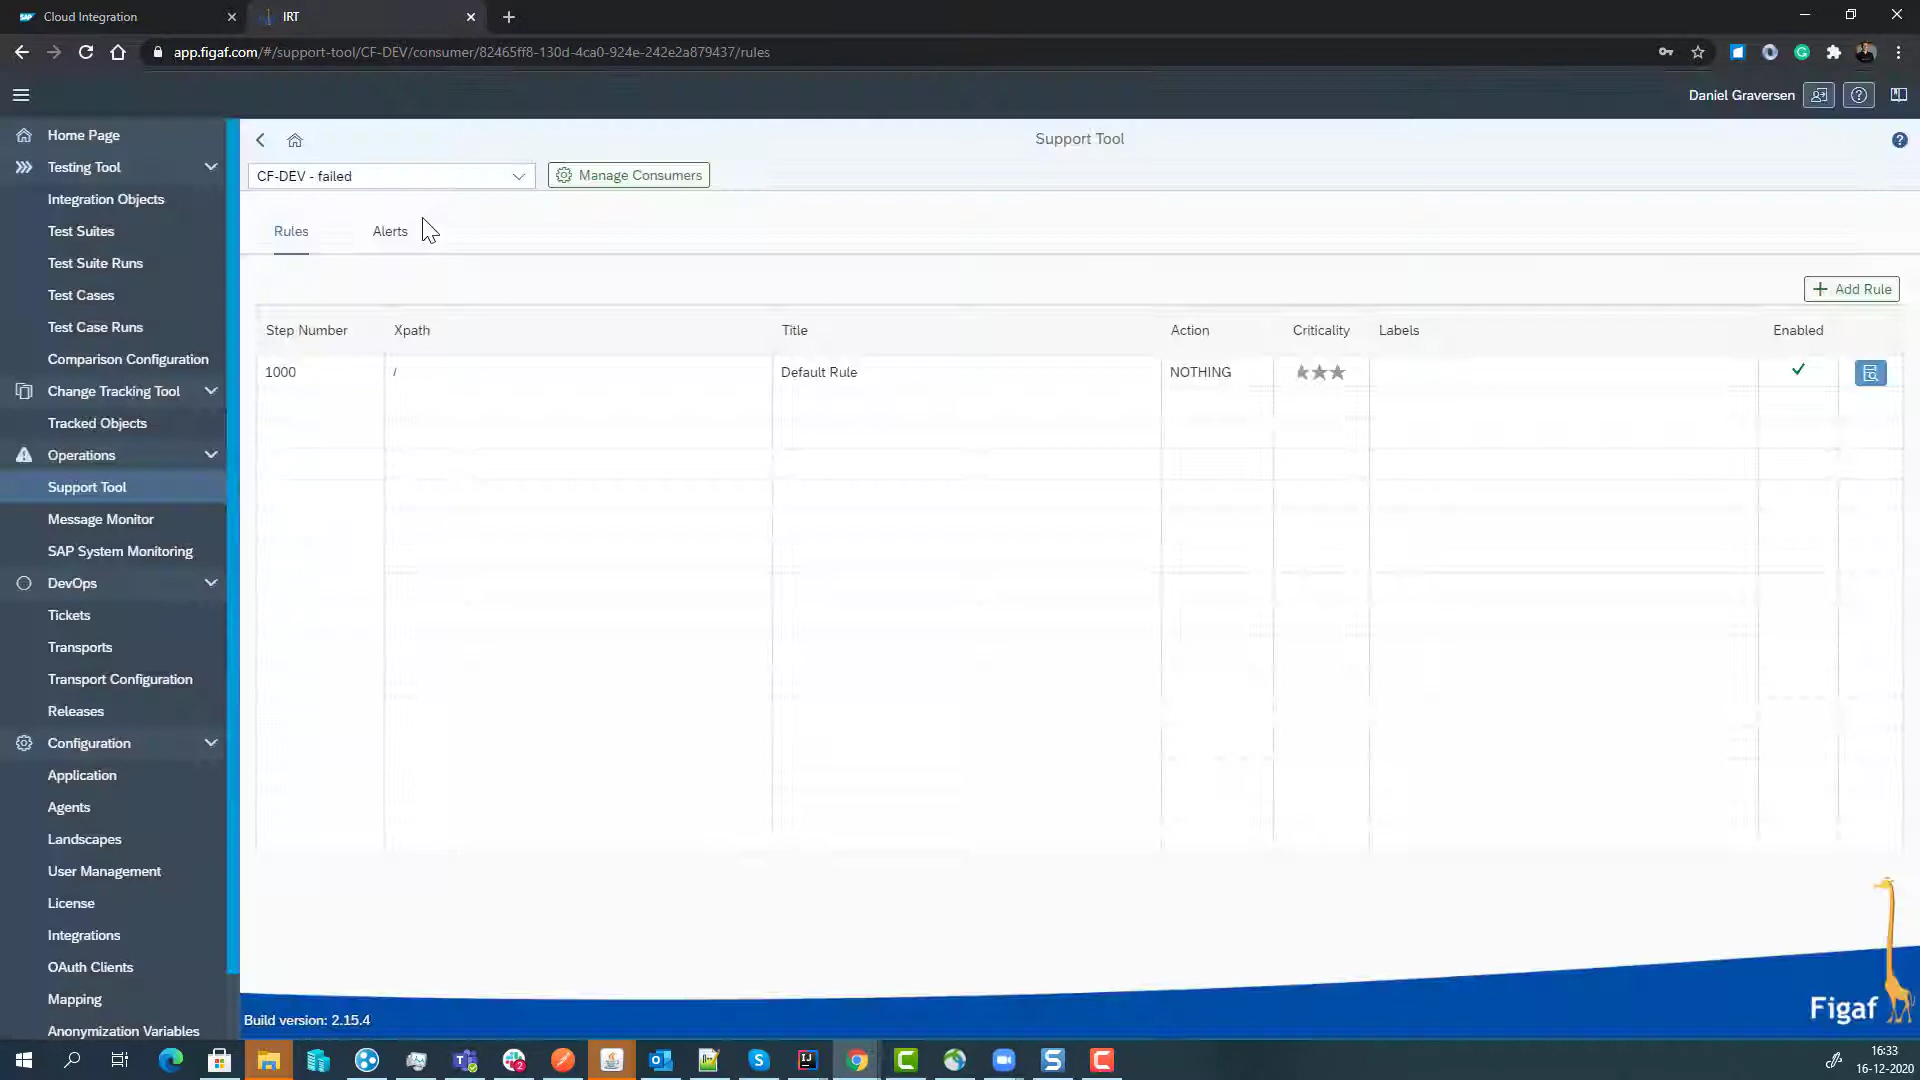 Cloud Integration
IRT
app.figaf.com/#/support-tool/CF-DEV/consumer/82465ff8-130d-4ca0-924e-242e2a879437/rules
Daniel Graversen
Home Page
Testing Tool
Integration Objects
Test Suites
Test Suite Runs
Test Cases
Test Case Runs
Comparison Configuration
Change Tracking Tool
Tracked Objects
Operations
Support Tool
Message Monitor
SAP System Monitoring
DevOps
Tickets
Transports
Transport Configuration
Releases
Configuration
Application
Agents
Landscapes
User Management
License
Integrations
OAuth Clients
Mapping
Anonymization Variables
Support Tool
CF-DEV - failed
Manage Consumers
Rules Alerts
Add Rule
Step Number Xpath Title Action Criticality Labels Enabled
1000 / Default Rule NOTHING
Build version: 2.15.4
Figaf
16:33
16-12-2020